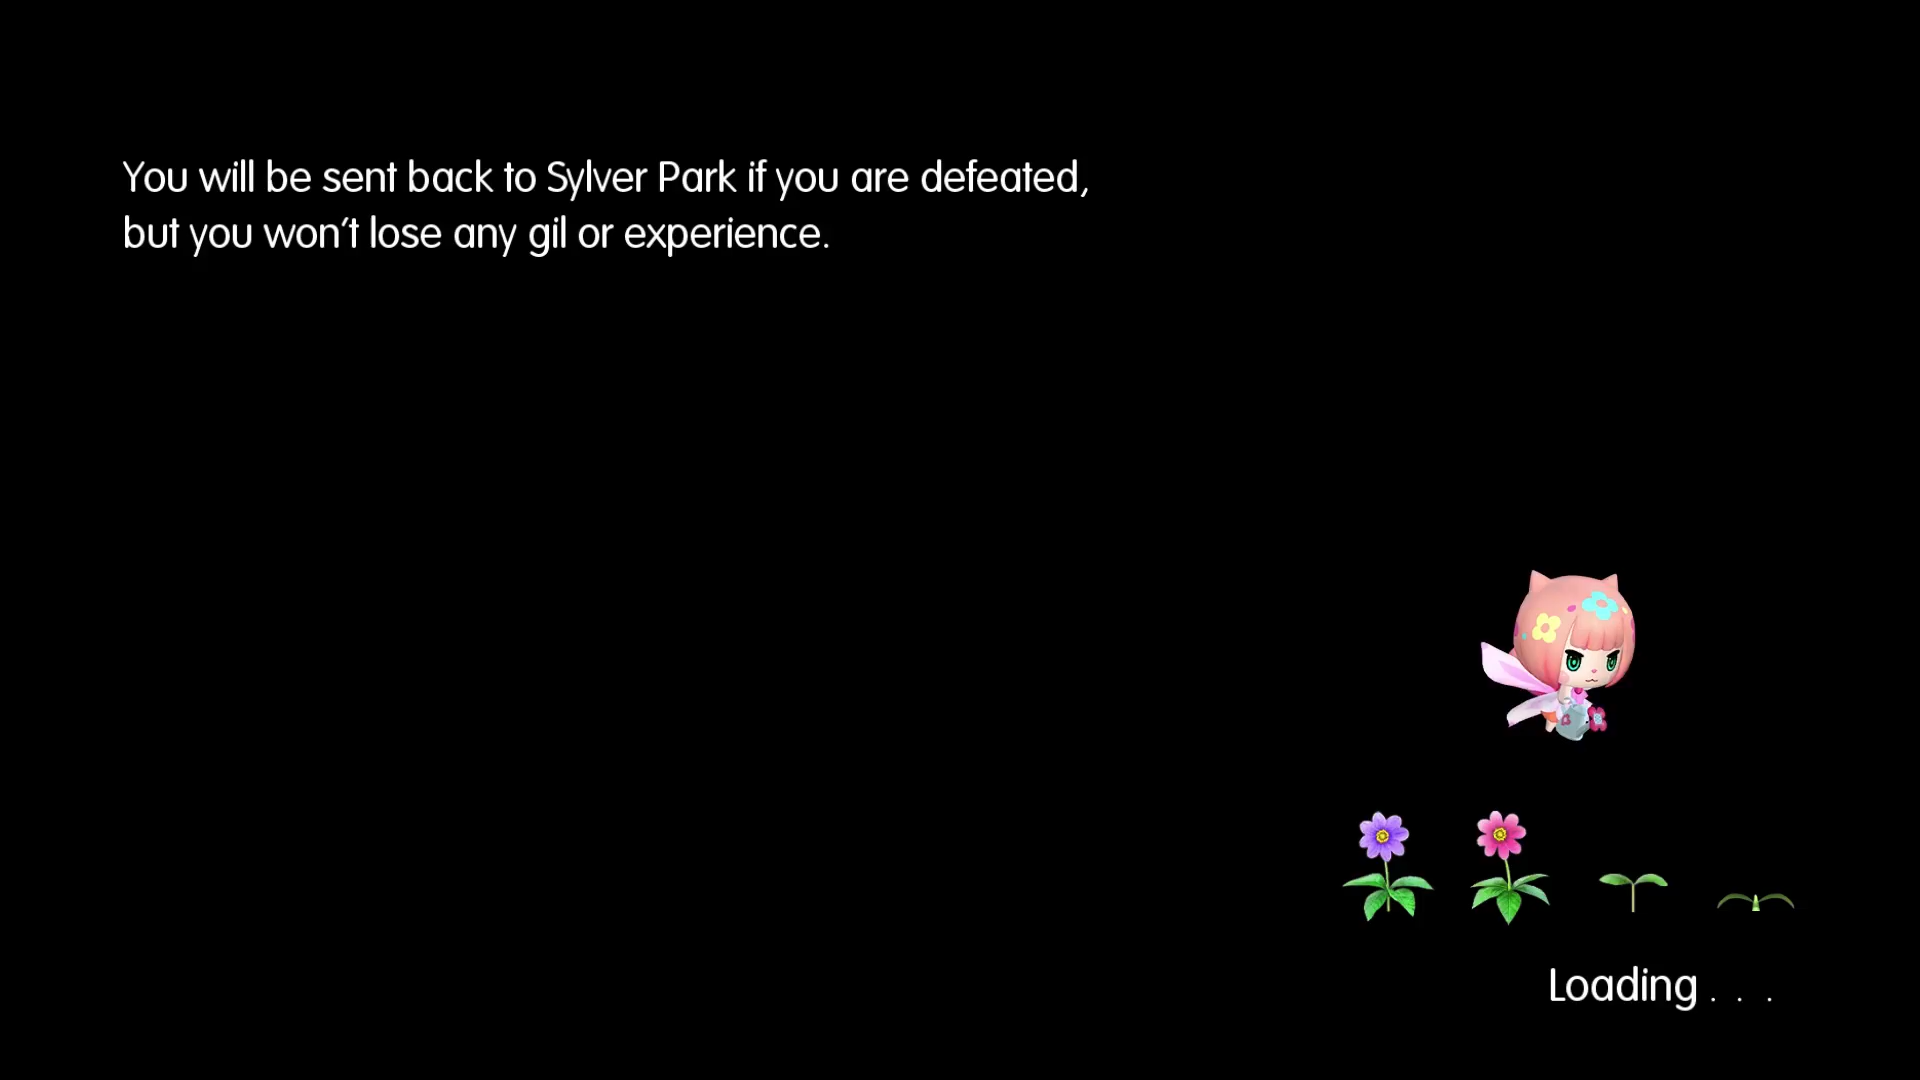 You will be sent back to Sylver Park if you are defeated,
but you won't lose any gil or experience.
Loading . . .